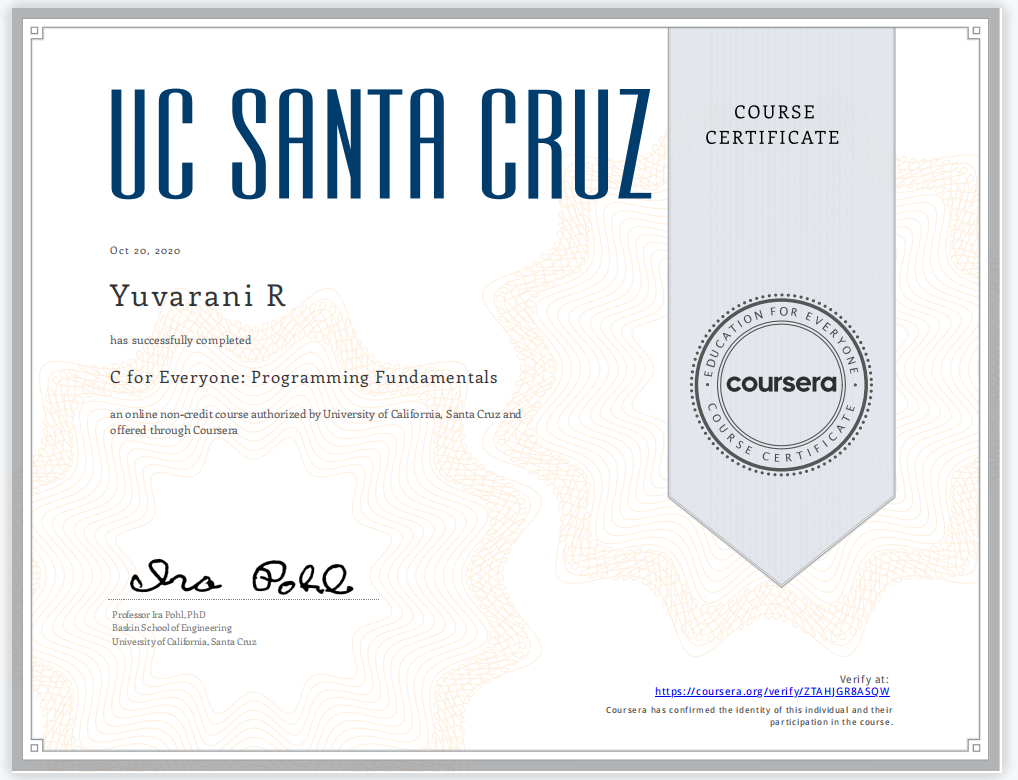 UC SANTA CRUZ
COURSE
CERTIFICATE
Oct 20, 2020
Yuvarani R
has successfully completed
C for Everyone: Programming Fundamentals
an online non-credit course authorized by University of California, Santa Cruz and
offered through Coursera
EDUCATION FOR EVERYONE
coursera
COURSE CERTIFICATE
Ira Pohl
Professor Ira Pohl, PhD
Baskin School of Engineering
University of California, Santa Cruz
Verify at:
https://coursera.org/verify/ZTAHJGR8ASQW
Coursera has confirmed the identity of this individual and their
participation in the course.